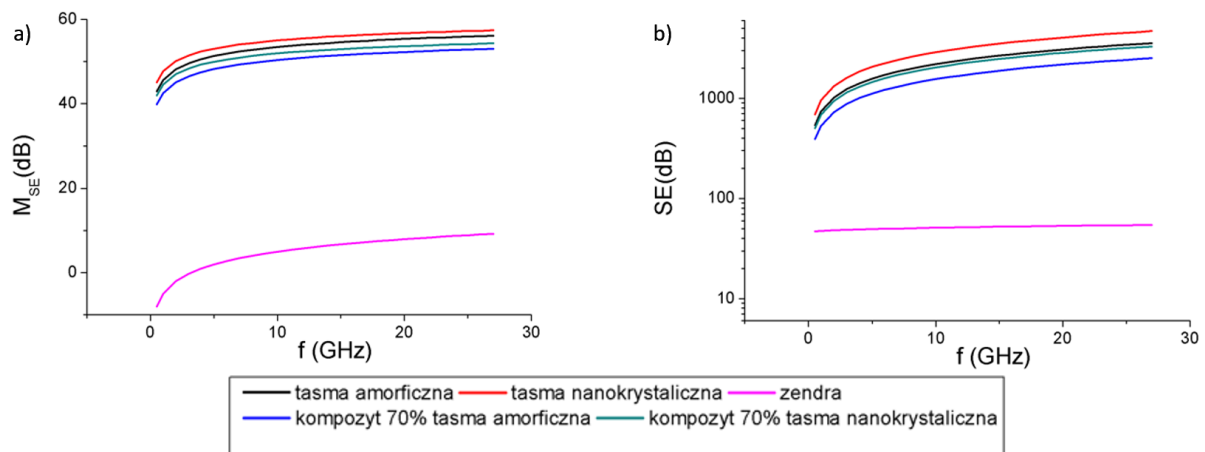 a)
60
40
20
0
M_SE(dB)
0
10
20
30
f (GHz)
b)
1000
100
10
SE(dB)
0
10
20
30
f (GHz)
tasma amorficzna tasma nanokrystaliczna zendra
kompozyt 70% tasma amorficzna kompozyt 70% tasma nanokrystaliczna